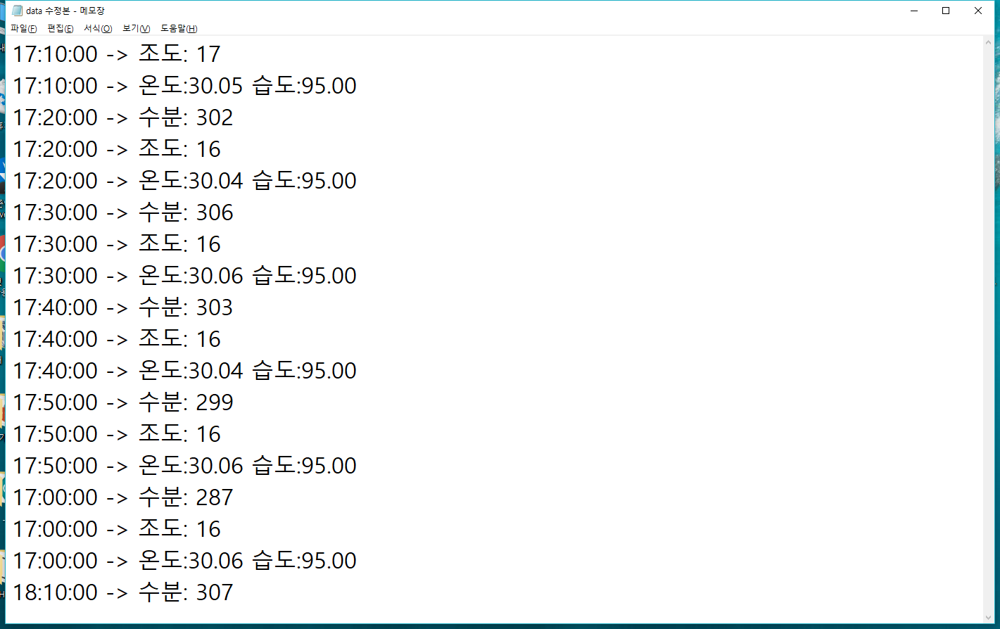 data 수정본 - 메모장
파일(F) 편집(E) 서식(O) 보기(V) 도움말(H)
17:10:00 -> 조도: 17
17:10:00 -> 온도:30.05 습도:95.00
17:20:00 -> 수분: 302
17:20:00 -> 조도: 16
17:20:00 -> 온도:30.04 습도:95.00
17:30:00 -> 수분: 306
17:30:00 -> 조도: 16
17:30:00 -> 온도:30.06 습도:95.00
17:40:00 -> 수분: 303
17:40:00 -> 조도: 16
17:40:00 -> 온도:30.04 습도:95.00
17:50:00 -> 수분: 299
17:50:00 -> 조도: 16
17:50:00 -> 온도:30.06 습도:95.00
17:00:00 -> 수분: 287
17:00:00 -> 조도: 16
17:00:00 -> 온도:30.06 습도:95.00
18:10:00 -> 수분: 307